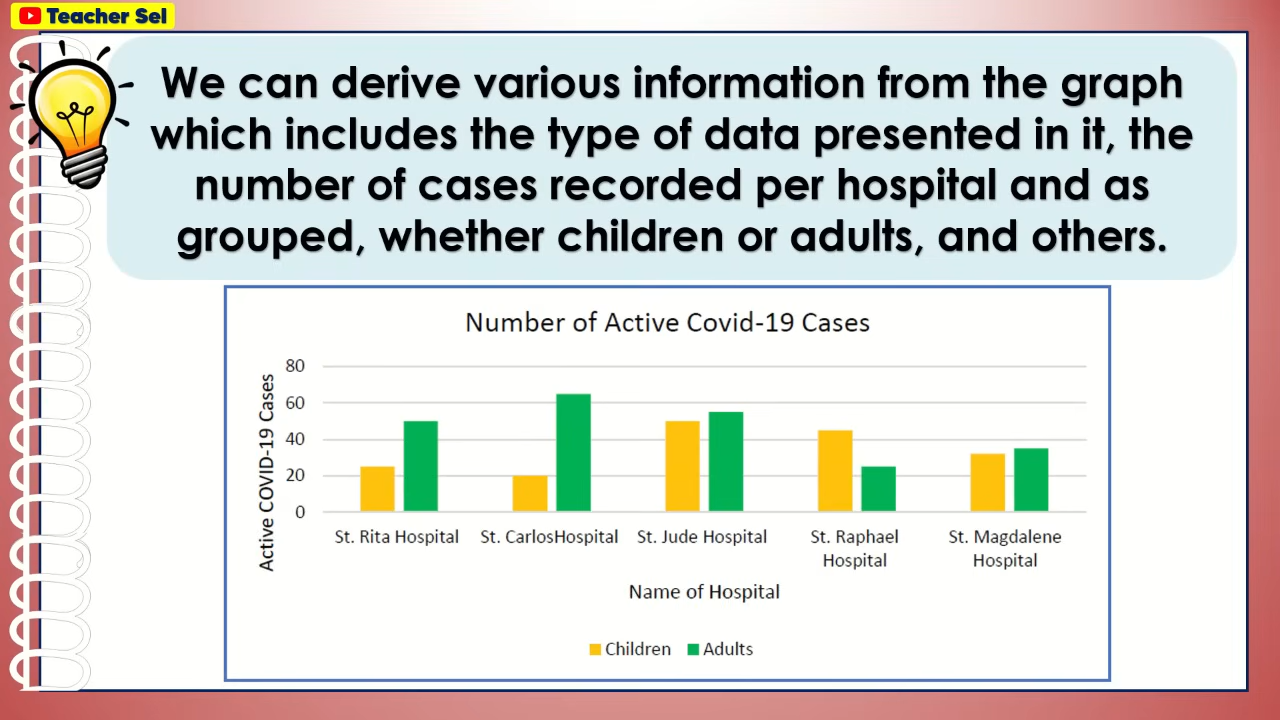 Teacher Sel
We can derive various information from the graph
which includes the type of data presented in it, the
number of cases recorded per hospital and as
grouped, whether children or adults, and others.
Number of Active Covid-19 Cases
Active COVID-19 Cases
80
60
40
20
0
St. Rita Hospital
St. CarlosHospital
St. Jude Hospital
St. Raphael
Hospital
St. Magdalene
Hospital
Name of Hospital
Children
Adults